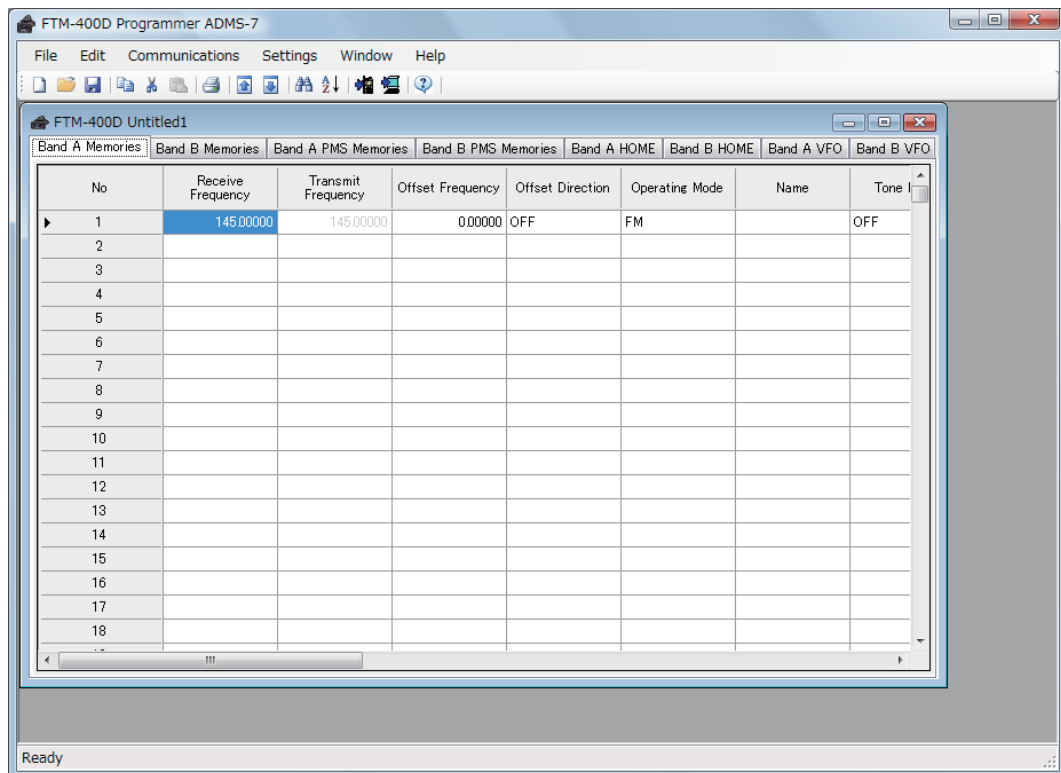 FTM-400D Programmer ADMS-7
File Edit Communications Settings Window Help
FTM-400D Untitled1
Band A Memories Band B Memories Band A PMS Memories Band B PMS Memories Band A HOME Band B HOME Band A VFO Band B VFO
No Receive Frequency Transmit Frequency Offset Frequency Offset Direction Operating Mode Name Tone
1 145.00000 145.00000 0.00000 OFF FM OFF
2
3
4
5
6
7
8
9
10
11
12
13
14
15
16
17
18
Ready